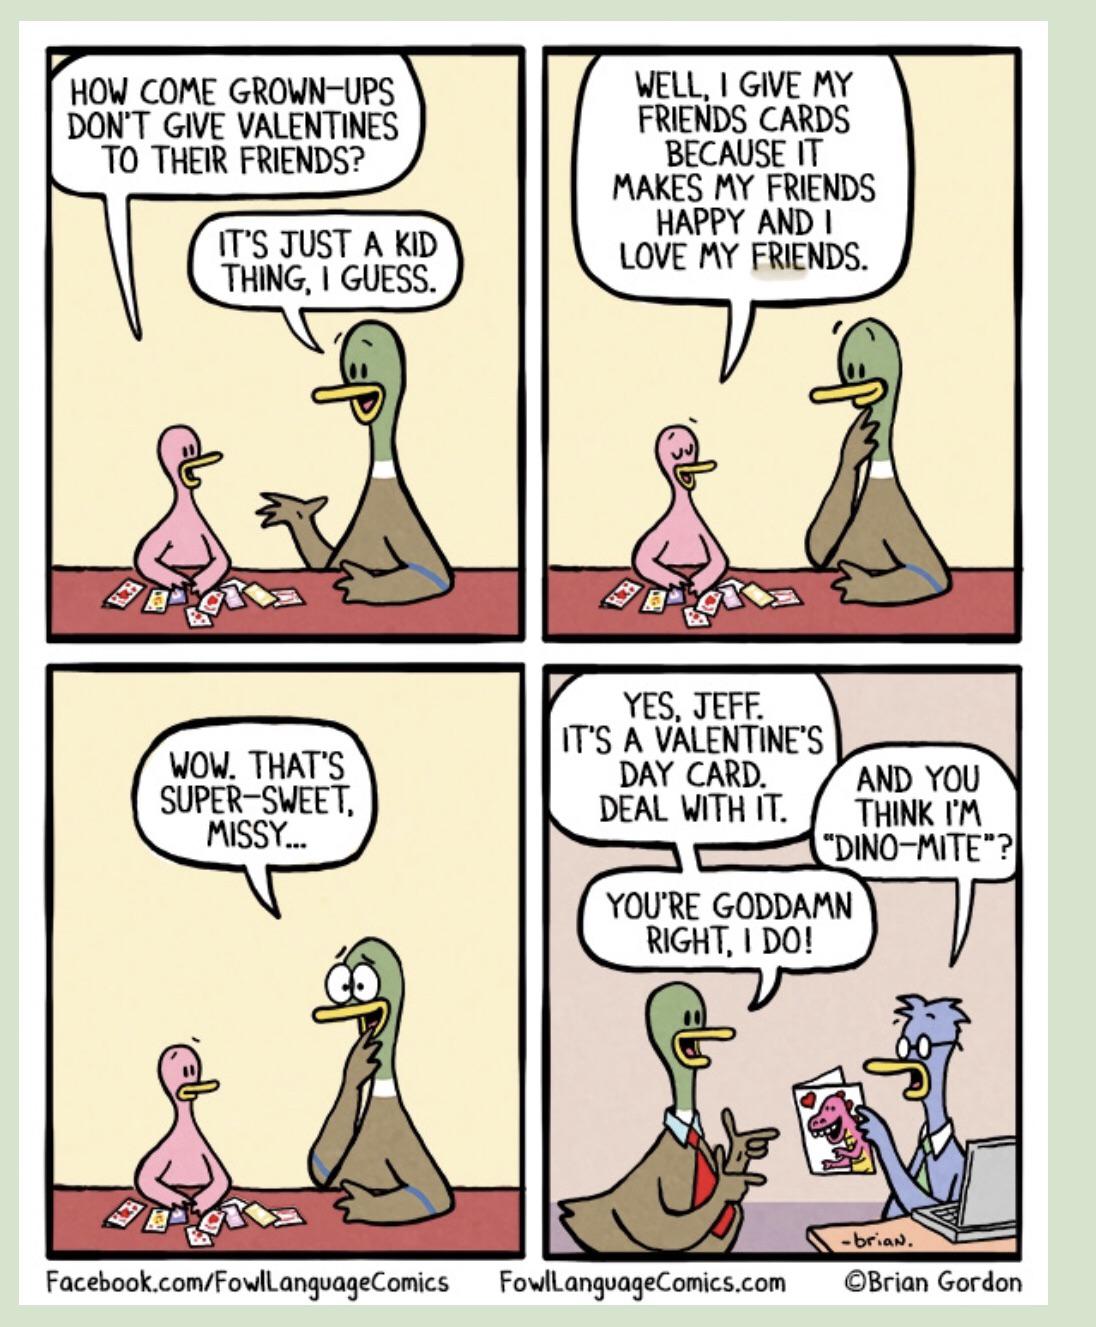 HOW COME GROWN-UPS
DON'T GIVE VALENTINES
TO THEIR FRIENDS?
IT'S JUST A KID
THING, I GUESS.
WELL, I GIVE MY
FRIENDS CARDS
BECAUSE IT
MAKES MY FRIENDS
HAPPY AND I
LOVE MY FRIENDS.
WOW. THAT'S
SUPER-SWEET,
MISSY...
YES, JEFF.
IT'S A VALENTINE'S
DAY CARD.
DEAL WITH IT.
AND YOU
THINK I'M
"DINO-MITE"?
YOU'RE GODDAMN
RIGHT, I DO!
-brian.
Facebook.com/FowlLanguageComics FowlLanguageComics.com ©Brian Gordon